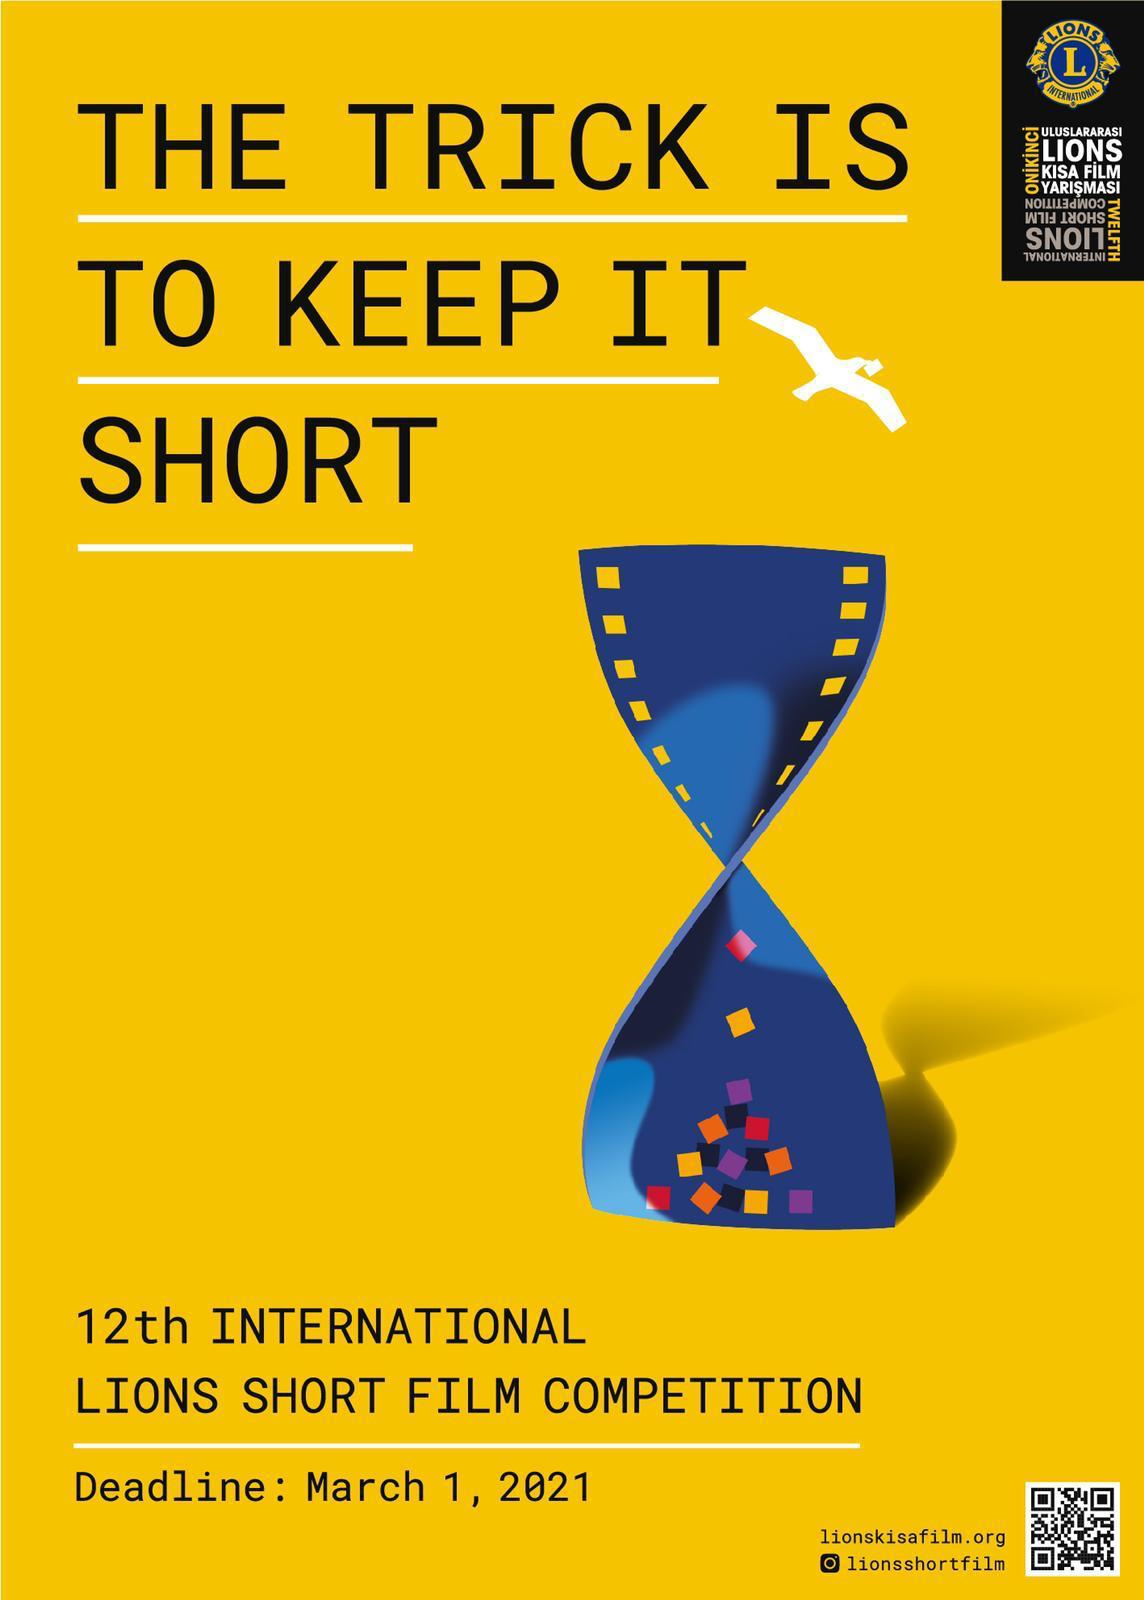 THE TRICK IS
TO KEEP IT
SHORT
LIONS
L
INTERNATIONAL
ONİKİNCİ
ULUSLARARASI
LIONS
KISA FİLM
YARIŞMASI
TWELFTH
INTERNATIONAL
LIONS
SHORT FILM
COMPETITION
12th INTERNATIONAL
LIONS SHORT FILM COMPETITION
Deadline: March 1, 2021
lionskisafilm.org
lionsshortfilm